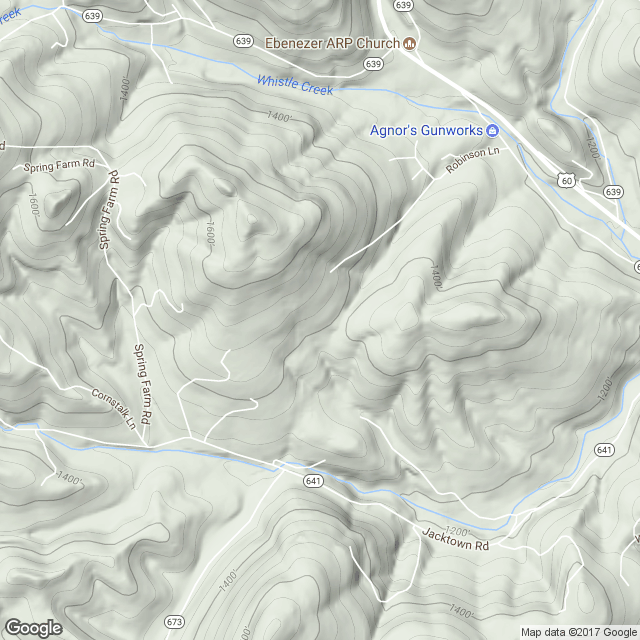 Creek
639
639
639
639
Ebenezer ARP Church
Whistle Creek
1400'
1400'
Agnor's Gunworks
1200'
Robinson Ln
Spring Farm Rd
60
639
1600'
Spring Farm Rd
1600'
1400'
Spring Farm Rd
Cornstalk Ln
1200'
641
1400'
641
1200'
Jacktown Rd
1400'
673
1400'
Google
Map data ©2017 Google